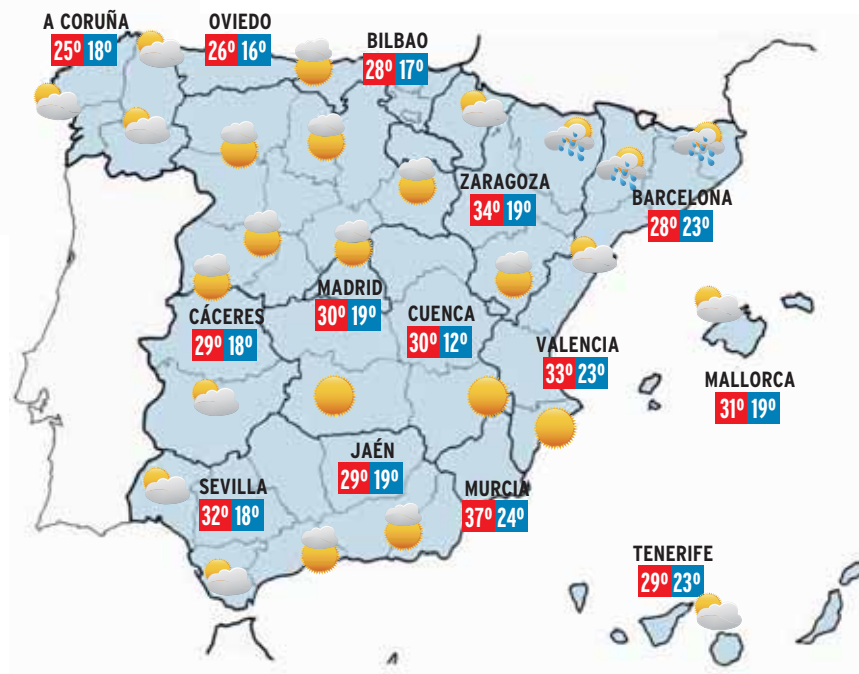 A CORUÑA
25º 18º
OVIEDO
26º 16º
BILBAO
28º 17º
ZARAGOZA
34º 19º
BARCELONA
28º 23º
MADRID
30º 19º
CÁCERES
29º 18º
CUENCA
30º 12º
VALENCIA
33º 23º
MALLORCA
31º 19º
JAÉN
29º 19º
SEVILLA
32º 18º
MURCIA
37º 24º
TENERIFE
29º 23º